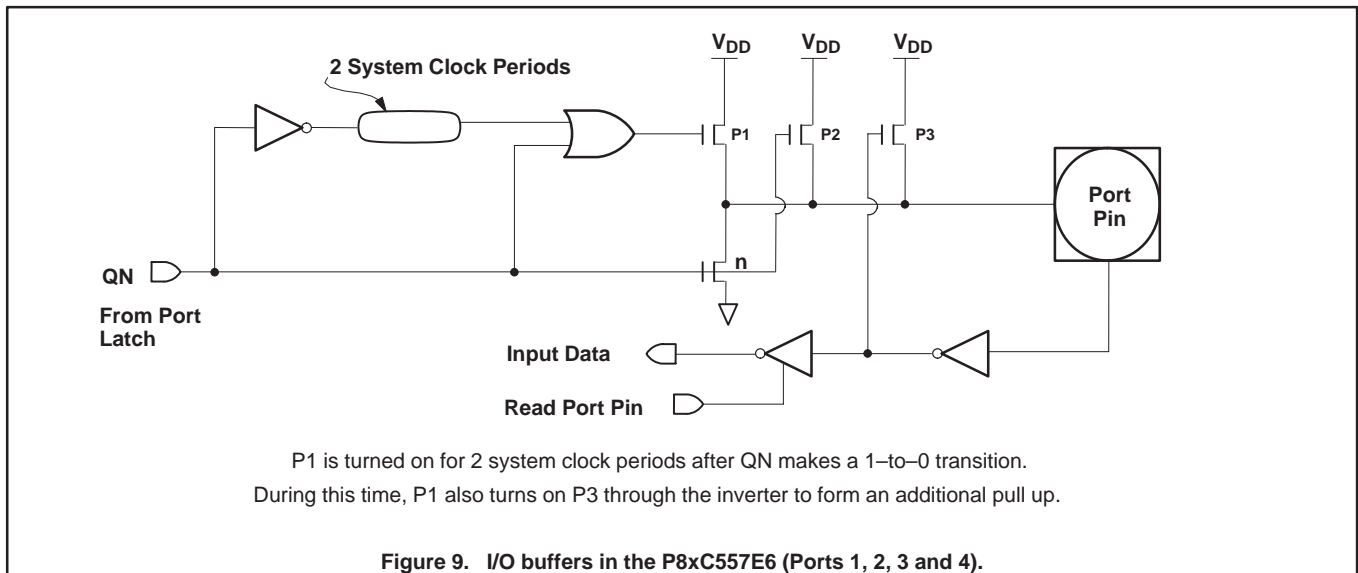 V_DD V_DD V_DD
2 System Clock Periods
P1 P2 P3
Port
Pin
n
QN
From Port
Latch
Input Data
Read Port Pin
P1 is turned on for 2 system clock periods after QN makes a 1–to–0 transition.
During this time, P1 also turns on P3 through the inverter to form an additional pull up.
Figure 9. I/O buffers in the P8xC557E6 (Ports 1, 2, 3 and 4).